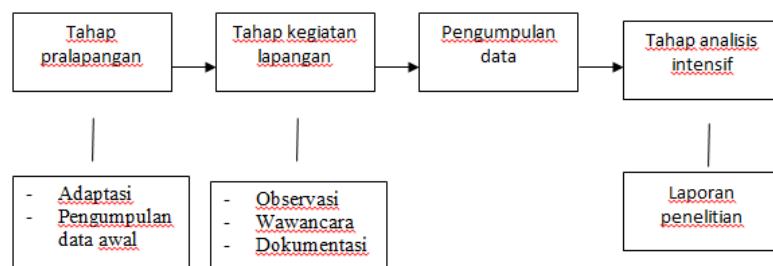 Tahap
pralapangan
Tahap kegiatan
lapangan
Pengumpulan
data
Tahap analisis
intensif
- Adaptasi
- Pengumpulan
data awal
- Observasi
- Wawancara
- Dokumentasi
Laporan
penelitian